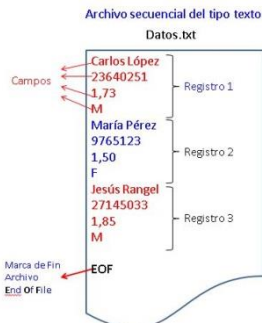 Archivo secuencial del tipo texto
Datos.txt
Campos
Carlos López
23640251
1,73
M
Registro 1
María Pérez
9765123
1,50
F
Registro 2
Jesús Rangel
27145033
1,85
M
Registro 3
Marca de Fin
Archivo
End Of File
EOF